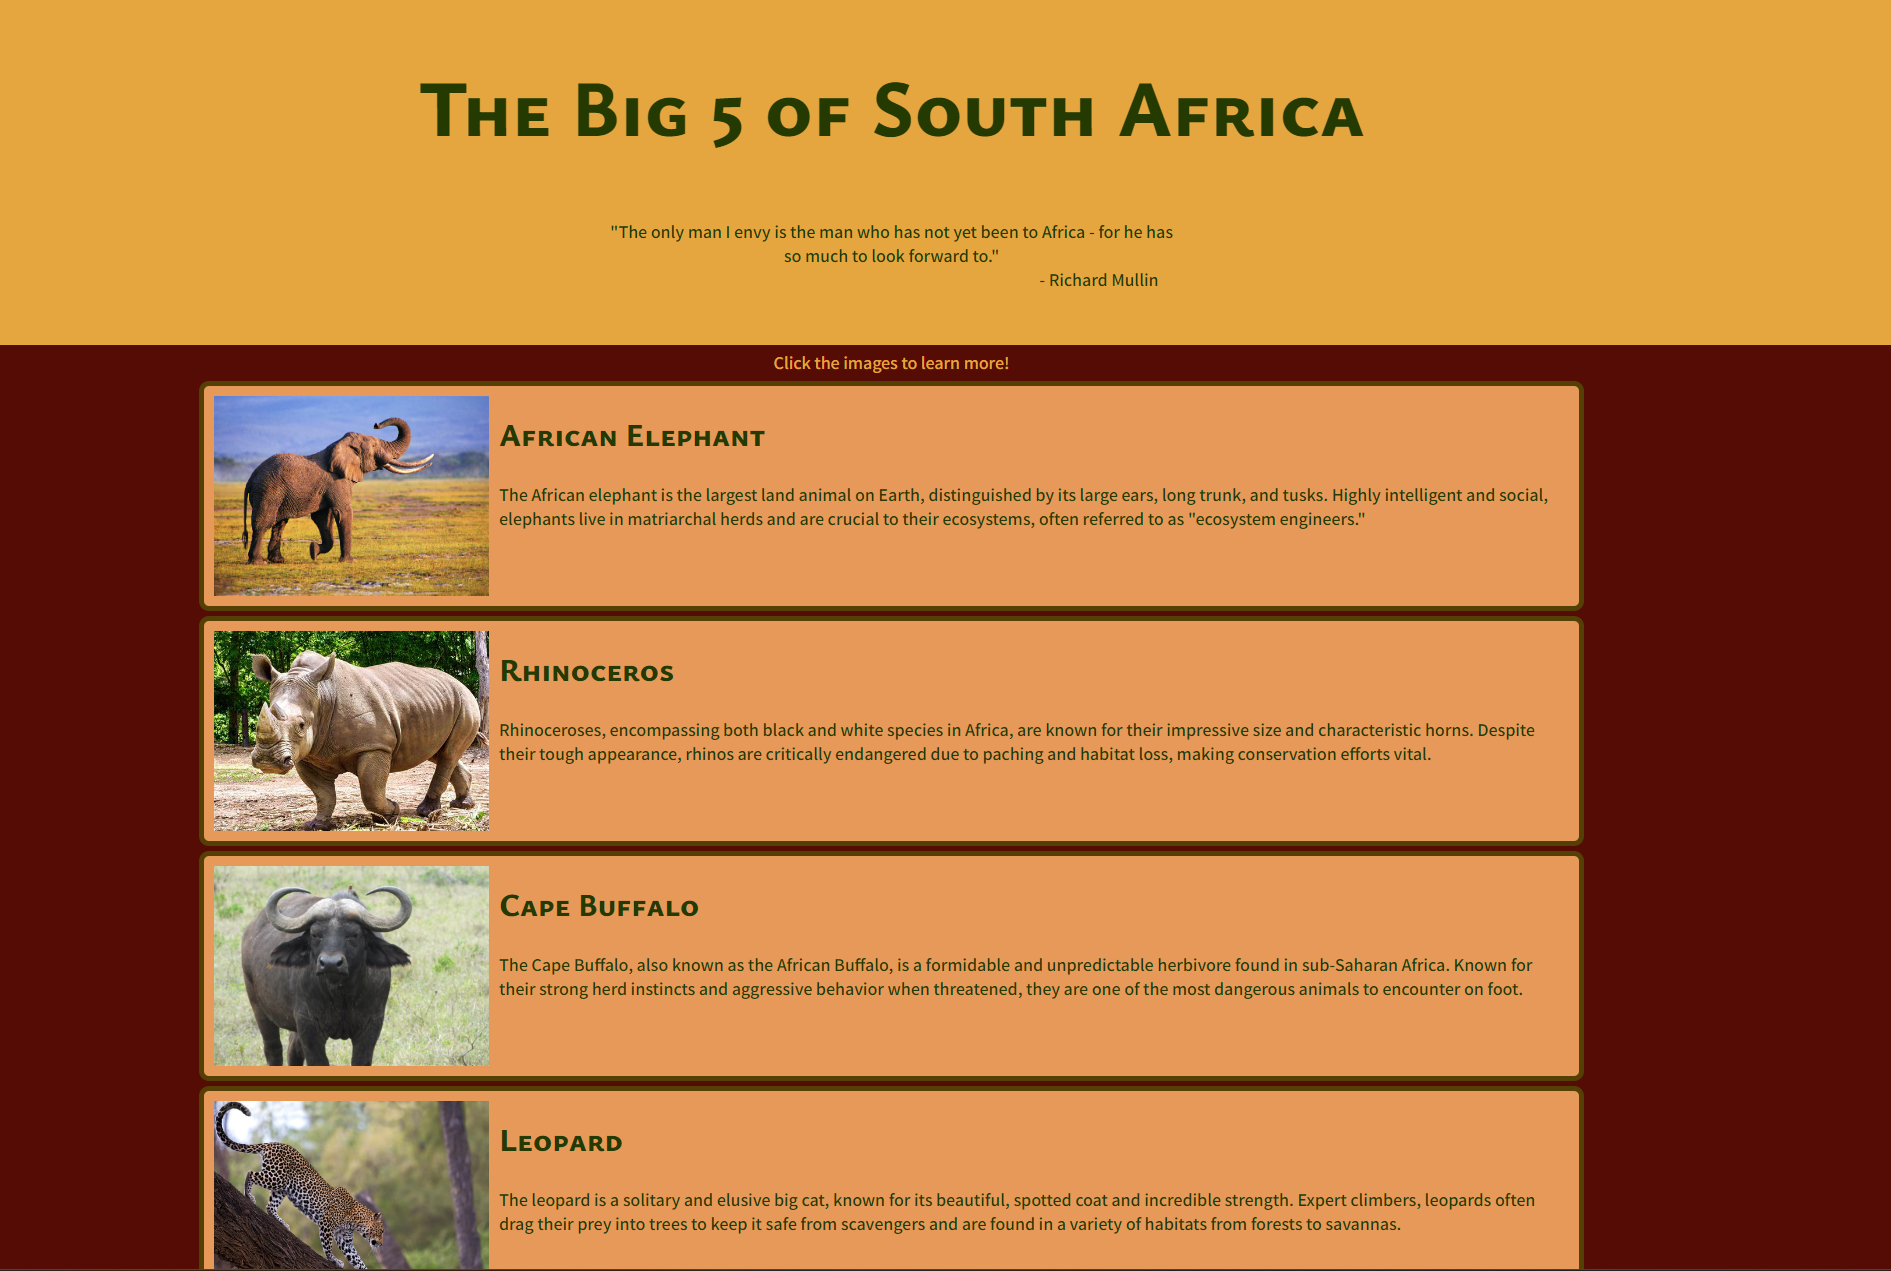 The Big 5 of South Africa
"The only man I envy is the man who has not yet been to Africa - for he has
so much to look forward to."
- Richard Mullin
Click the images to learn more!
African Elephant
The African elephant is the largest land animal on Earth, distinguished by its large ears, long trunk, and tusks. Highly intelligent and social,
elephants live in matriarchal herds and are crucial to their ecosystems, often referred to as "ecosystem engineers."
Rhinoceros
Rhinoceroses, encompassing both black and white species in Africa, are known for their impressive size and characteristic horns. Despite
their tough appearance, rhinos are critically endangered due to paching and habitat loss, making conservation efforts vital.
Cape Buffalo
The Cape Buffalo, also known as the African Buffalo, is a formidable and unpredictable herbivore found in sub-Saharan Africa. Known for
their strong herd instincts and aggressive behavior when threatened, they are one of the most dangerous animals to encounter on foot.
Leopard
The leopard is a solitary and elusive big cat, known for its beautiful, spotted coat and incredible strength. Expert climbers, leopards often
drag their prey into trees to keep it safe from scavengers and are found in a variety of habitats from forests to savannas.